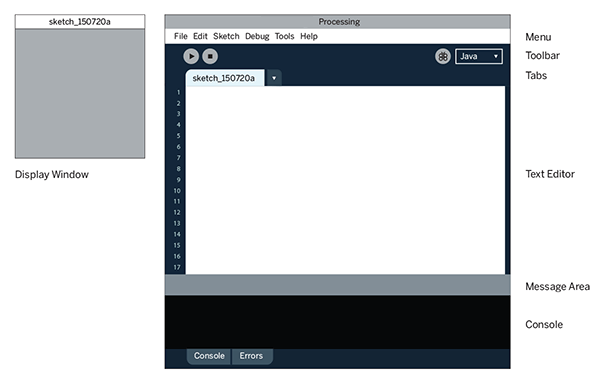 sketch_150720a
Display Window
Processing
File Edit Sketch Debug Tools Help
Java
sketch_150720a
1
2
3
4
5
6
7
8
9
10
11
12
13
14
15
16
17
Console Errors
Menu
Toolbar
Tabs
Text Editor
Message Area
Console